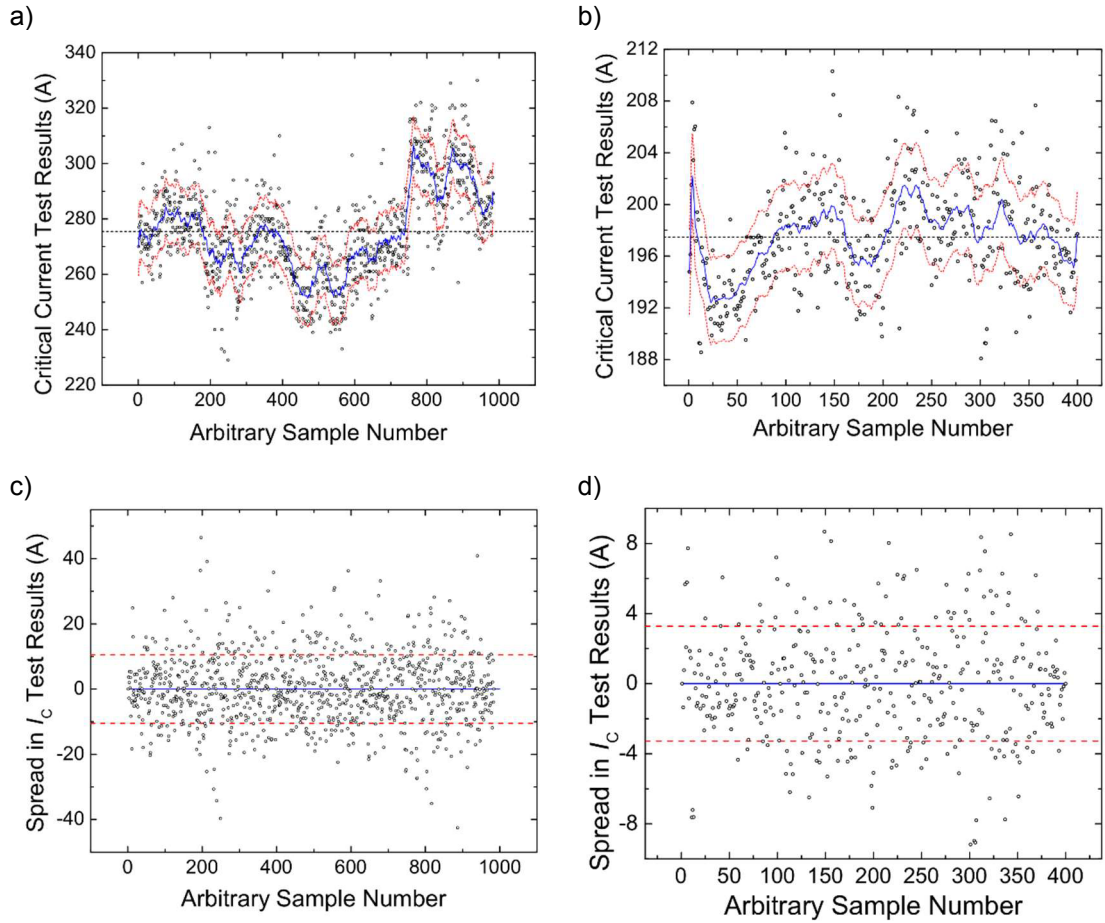 a)
Critical Current Test Results (A)
340
320
300
280
260
240
220
0 200 400 600 800 1000
Arbitrary Sample Number
b)
Critical Current Test Results (A)
212
208
204
200
196
192
188
0 50 100 150 200 250 300 350 400
Arbitrary Sample Number
c)
Spread in I_C Test Results (A)
40
20
0
-20
-40
0 200 400 600 800 1000
Arbitrary Sample Number
d)
Spread in I_C Test Results (A)
8
4
0
-4
-8
0 50 100 150 200 250 300 350 400
Arbitrary Sample Number